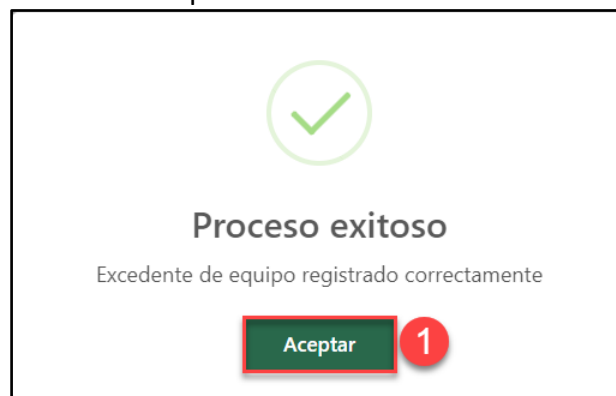 Proceso exitoso
Excedente de equipo registrado correctamente
Aceptar 1